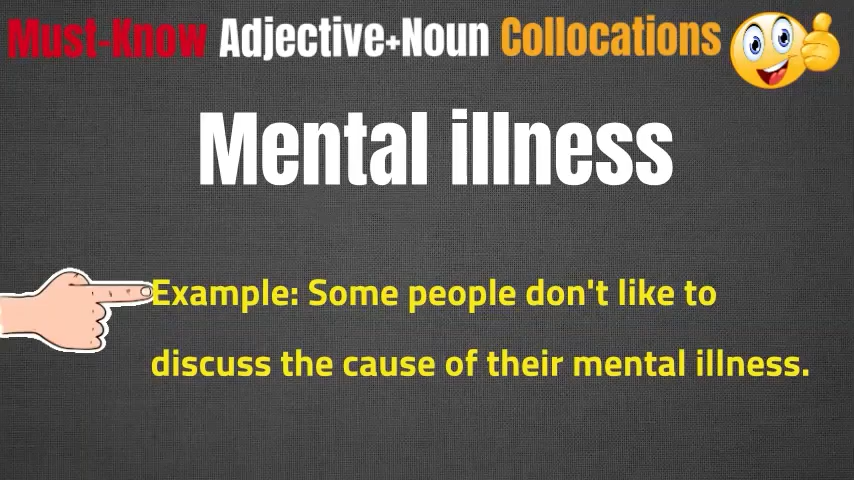 Must-Know Adjective+Noun Collocations
Mental illness
Example: Some people don't like to
discuss the cause of their mental illness.